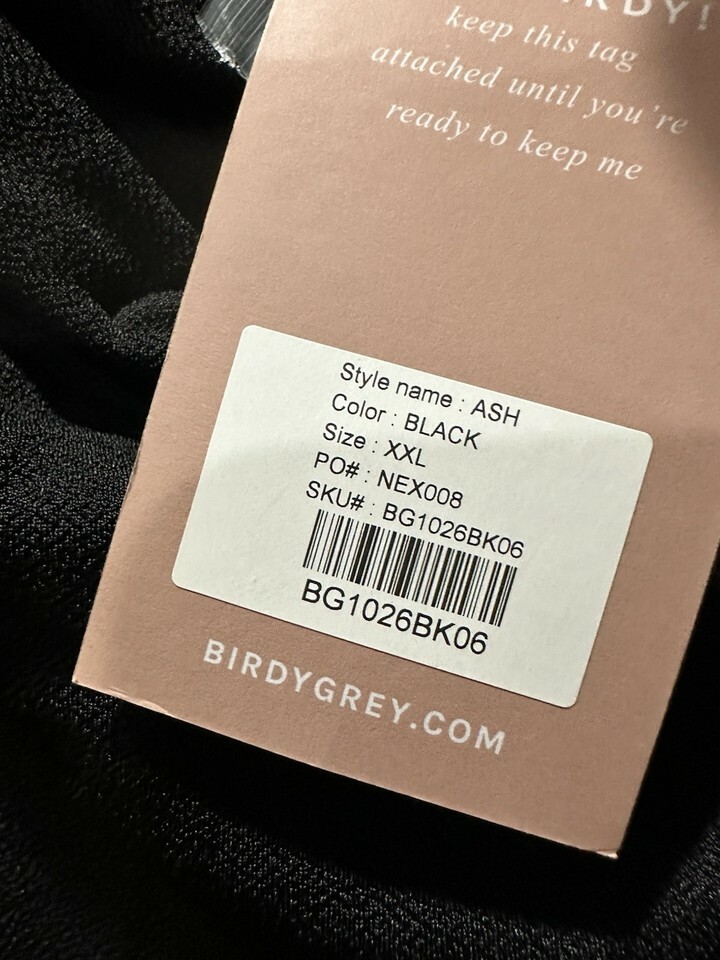 keep this tag
attached until you're
ready to keep me
Style name : ASH
Color : BLACK
Size : XXL
PO# : NEX008
SKU# : BG1026BK06
BG1026BK06
BIRDYGREY.COM